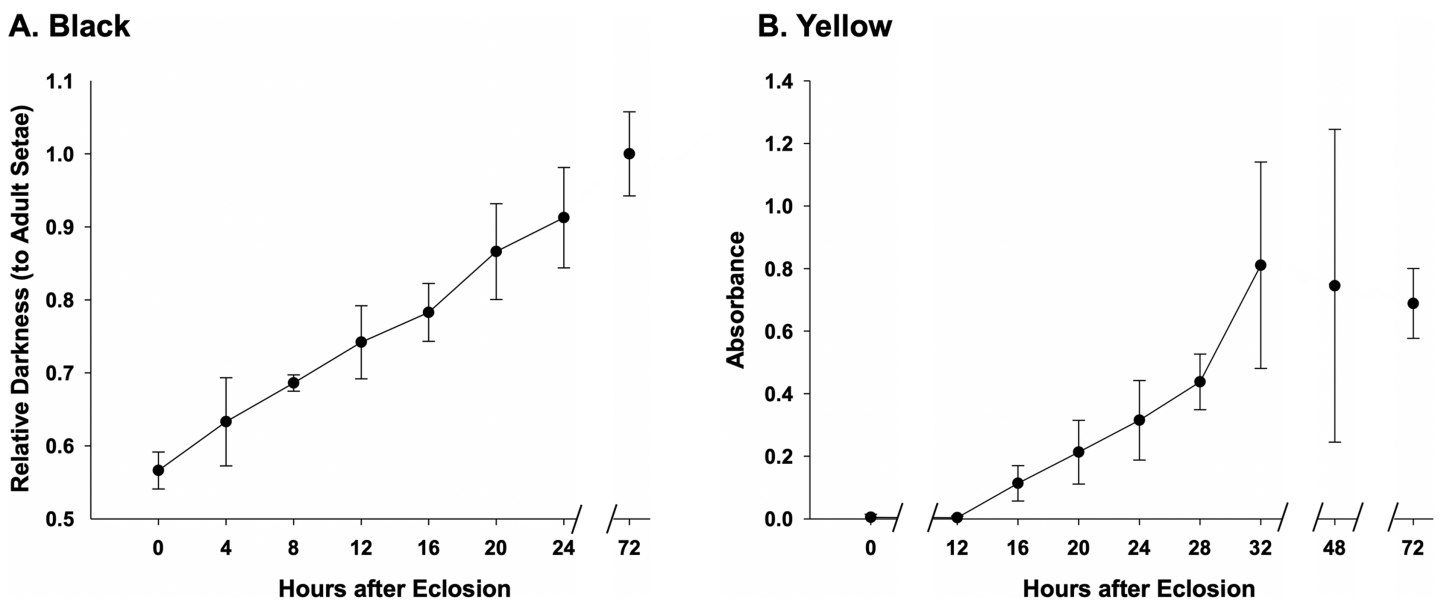 A. Black
Relative Darkness (to Adult Setae)
1.1
1.0
0.9
0.8
0.7
0.6
0.5
0 4 8 12 16 20 24 72
Hours after Eclosion
B. Yellow
Absorbance
1.4
1.2
1.0
0.8
0.6
0.4
0.2
0.0
0 12 16 20 24 28 32 48 72
Hours after Eclosion